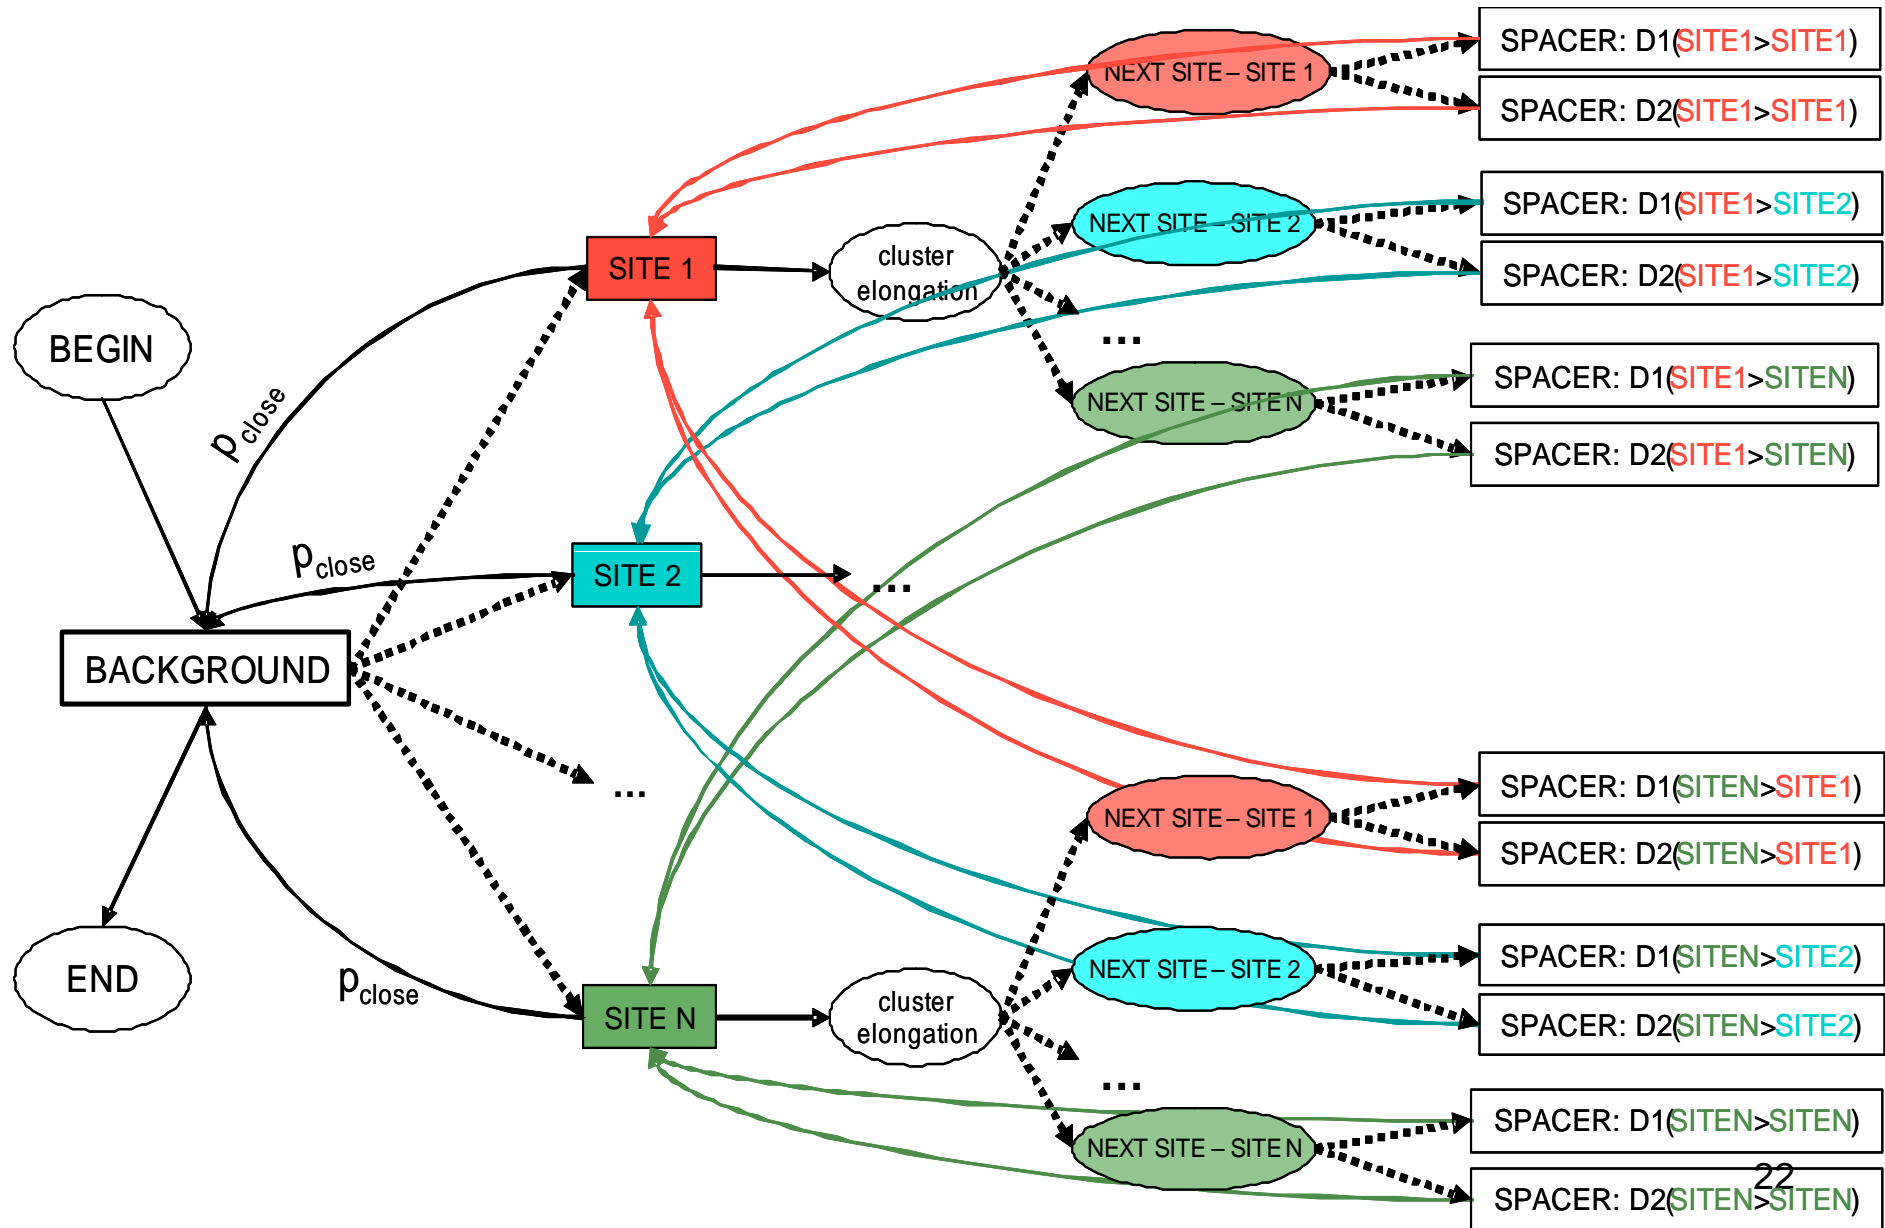 NEXT SITE – SITE 1
SPACER: D1(SITE1>SITE1)
SPACER: D2(SITE1>SITE1)
NEXT SITE – SITE 2
SPACER: D1(SITE1>SITE2)
SPACER: D2(SITE1>SITE2)
SITE 1
cluster
elongation
...
BEGIN
NEXT SITE – SITE N
SPACER: D1(SITE1>SITEN)
SPACER: D2(SITE1>SITEN)
pclose
pclose
SITE 2
...
BACKGROUND
...
NEXT SITE – SITE 1
SPACER: D1(SITEN>SITE1)
SPACER: D2(SITEN>SITE1)
END
pclose
SITE N
cluster
elongation
NEXT SITE – SITE 2
SPACER: D1(SITEN>SITE2)
SPACER: D2(SITEN>SITE2)
...
NEXT SITE – SITE N
SPACER: D1(SITEN>SITEN)
SPACER: D2(SITEN>SITEN)
22